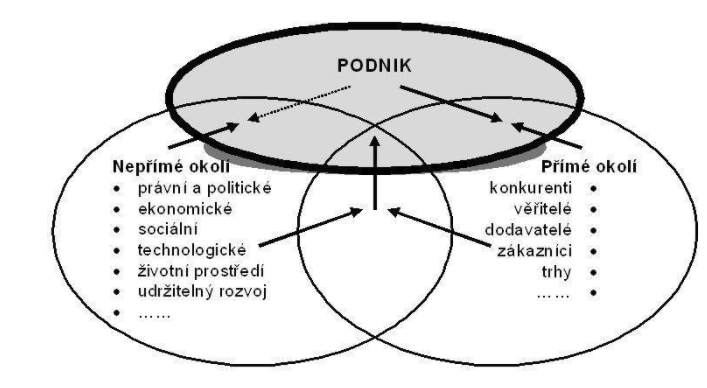 PODNIK
Nepřímé okolí
• právní a politické
• ekonomické
• sociální
• technologické
• životní prostředí
• udržitelný rozvoj
• ……
Přímé okolí
konkurenti •
věřitelé •
dodavatelé •
zákazníci •
trhy •
…… •